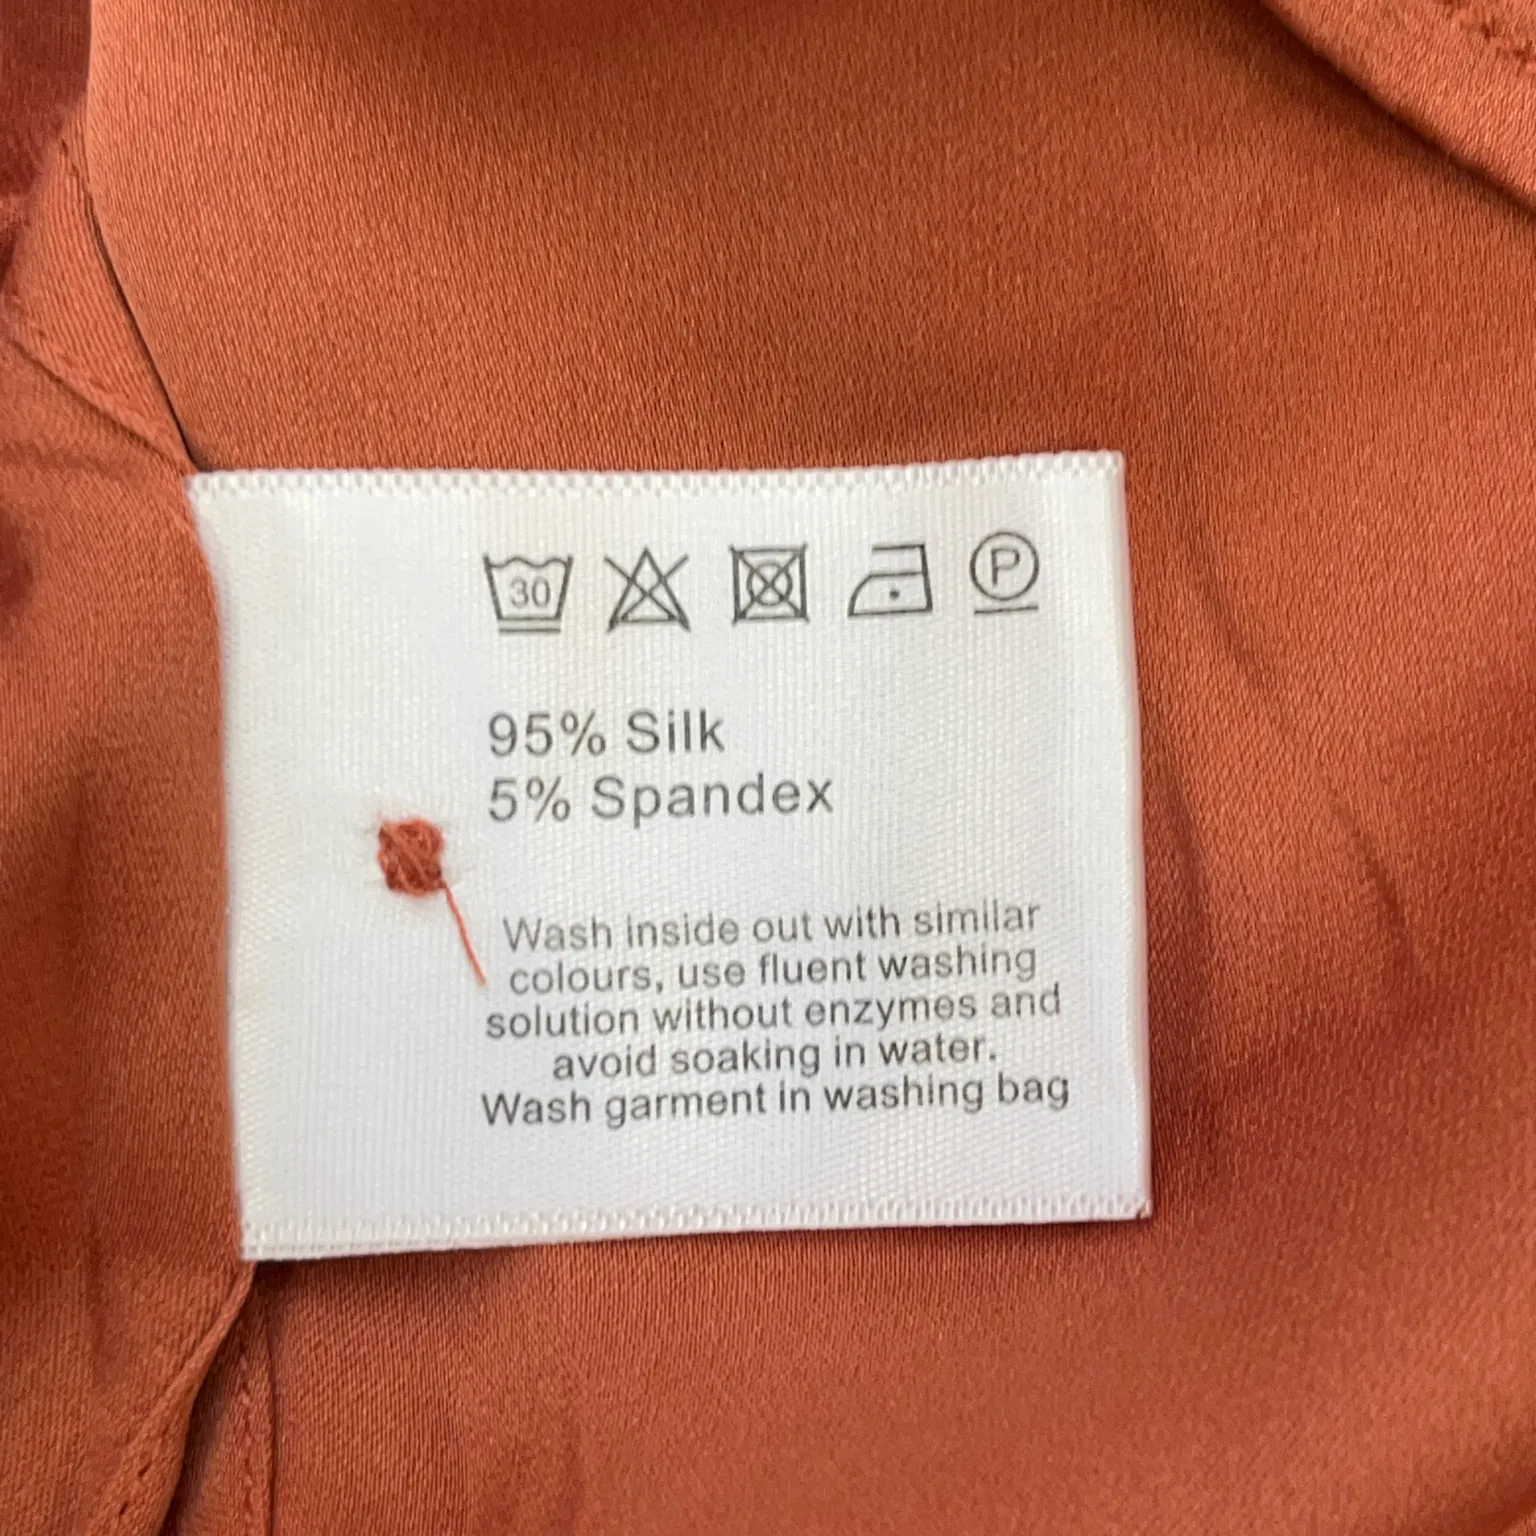 30 P
95% Silk
5% Spandex
Wash inside out with similar
colours, use fluent washing
solution without enzymes and
avoid soaking in water.
Wash garment in washing bag